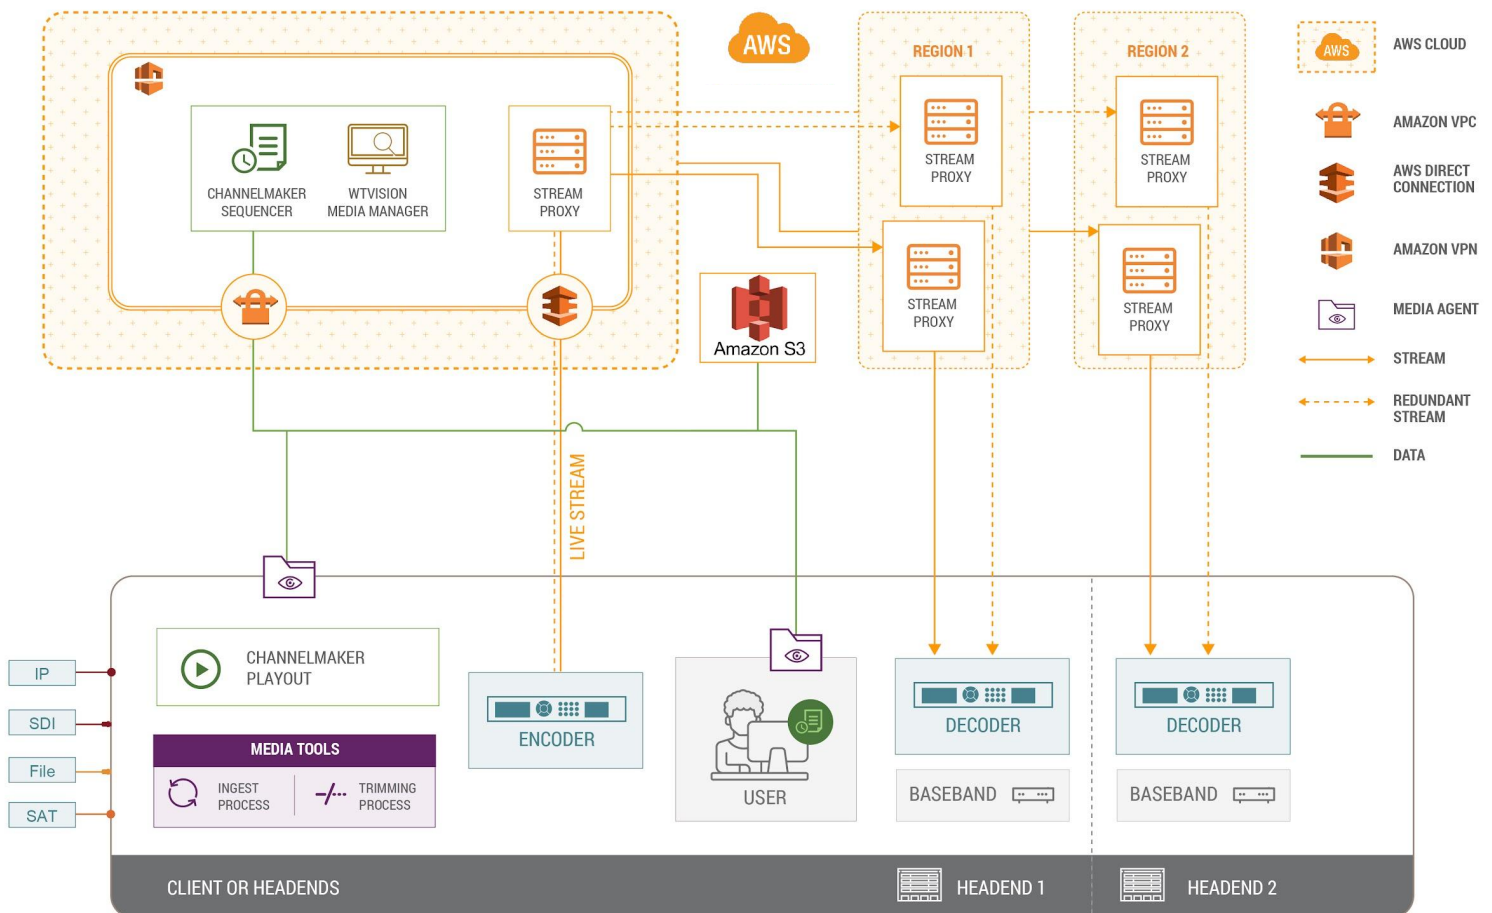 AWS
REGION 1
REGION 2
AWS
AWS CLOUD
CHANNELMAKER
SEQUENCER
WTVISION
MEDIA MANAGER
STREAM
PROXY
STREAM
PROXY
STREAM
PROXY
AMAZON VPC
AWS DIRECT
CONNECTION
AMAZON VPN
STREAM
PROXY
STREAM
PROXY
Amazon S3
MEDIA AGENT
STREAM
REDUNDANT
STREAM
DATA
LIVE STREAM
IP
SDI
File
SAT
CHANNELMAKER
PLAYOUT
MEDIA TOOLS
INGEST
PROCESS
TRIMMING
PROCESS
ENCODER
USER
DECODER
BASEBAND
DECODER
BASEBAND
CLIENT OR HEADENDS
HEADEND 1
HEADEND 2